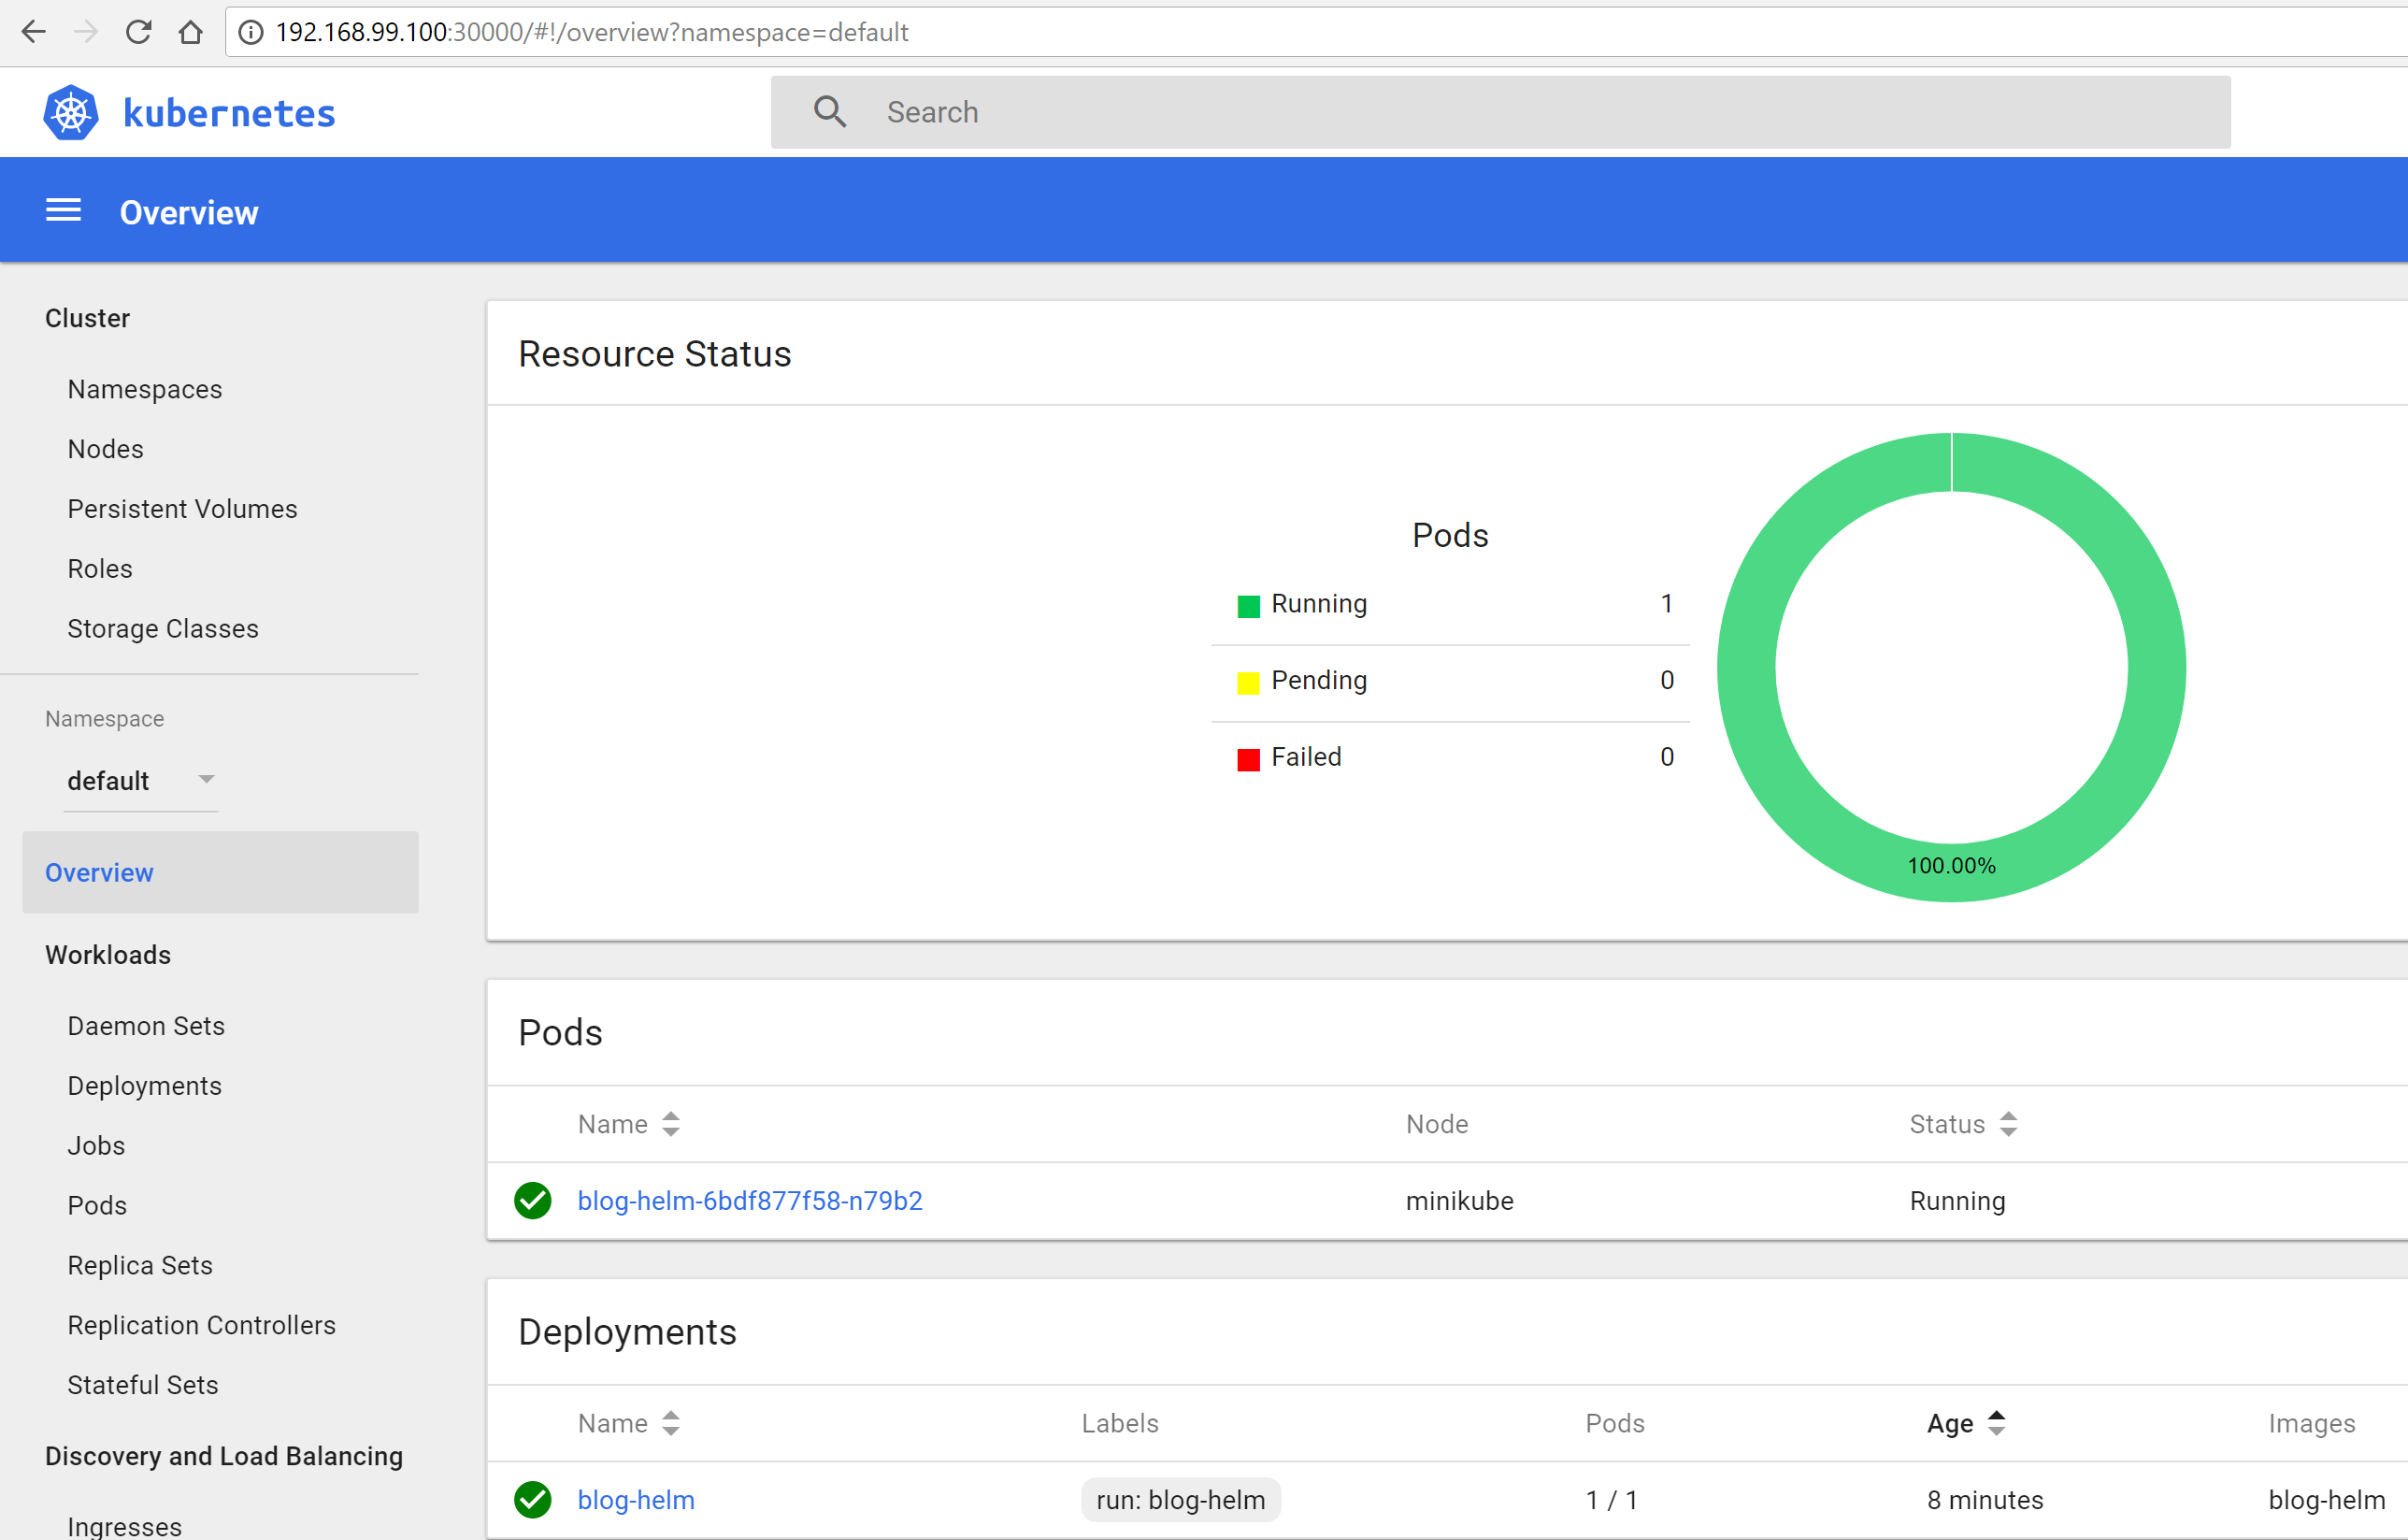 192.168.99.100:30000/#!/overview?namespace=default
kubernetes
Search
Overview
Cluster
Namespaces
Nodes
Persistent Volumes
Roles
Storage Classes
Namespace
default
Overview
Workloads
Daemon Sets
Deployments
Jobs
Pods
Replica Sets
Replication Controllers
Stateful Sets
Discovery and Load Balancing
Ingresses
Resource Status
Pods
Running 1
Pending 0
Failed 0
100.00%
Pods
Name Node Status
blog-helm-6bdf877f58-n79b2 minikube Running
Deployments
Name Labels Pods Age Images
blog-helm run: blog-helm 1 / 1 8 minutes blog-helm